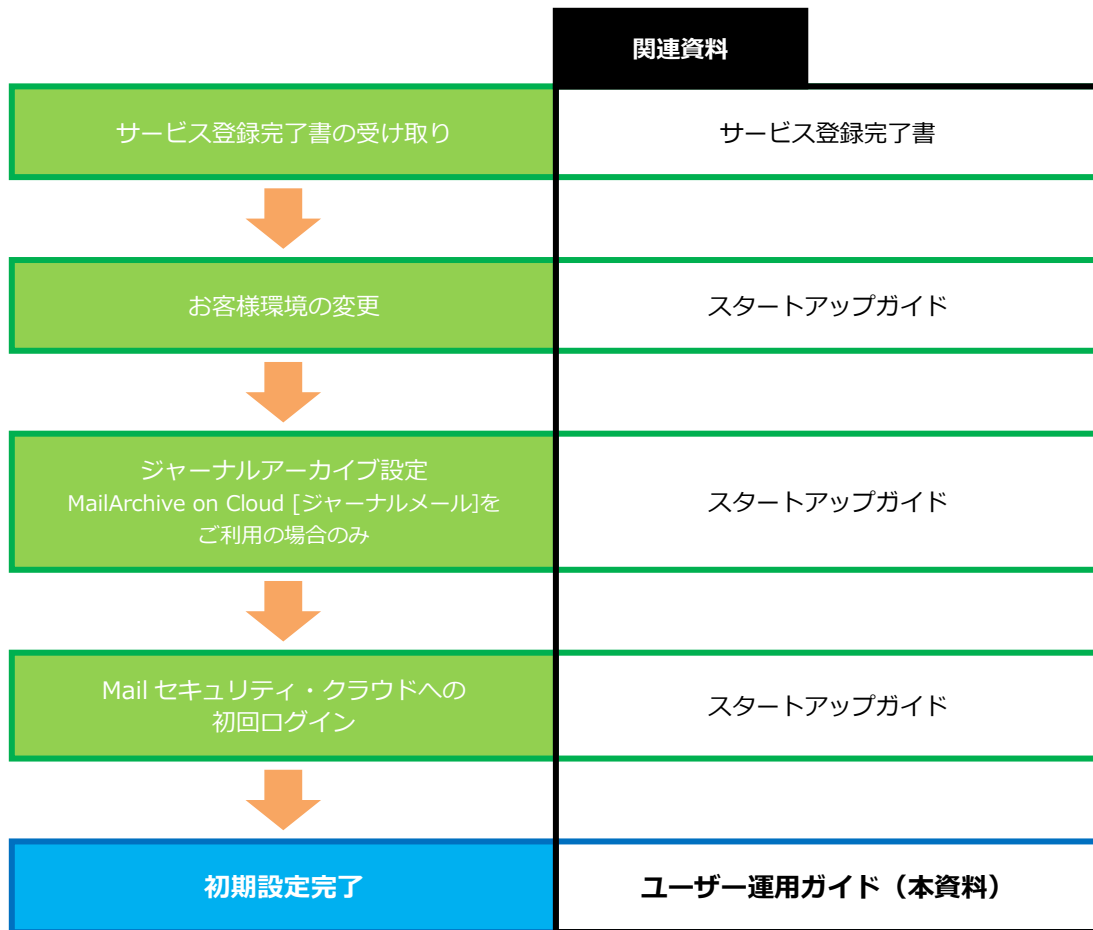 関連資料
サービス登録完了書の受け取り
サービス登録完了書
お客様環境の変更
スタートアップガイド
ジャーナルアーカイブ設定
MailArchive on Cloud [ジャーナルメール]を
ご利用の場合のみ
スタートアップガイド
Mail セキュリティ・クラウドへの
初回ログイン
スタートアップガイド
初期設定完了
ユーザー運用ガイド（本資料）